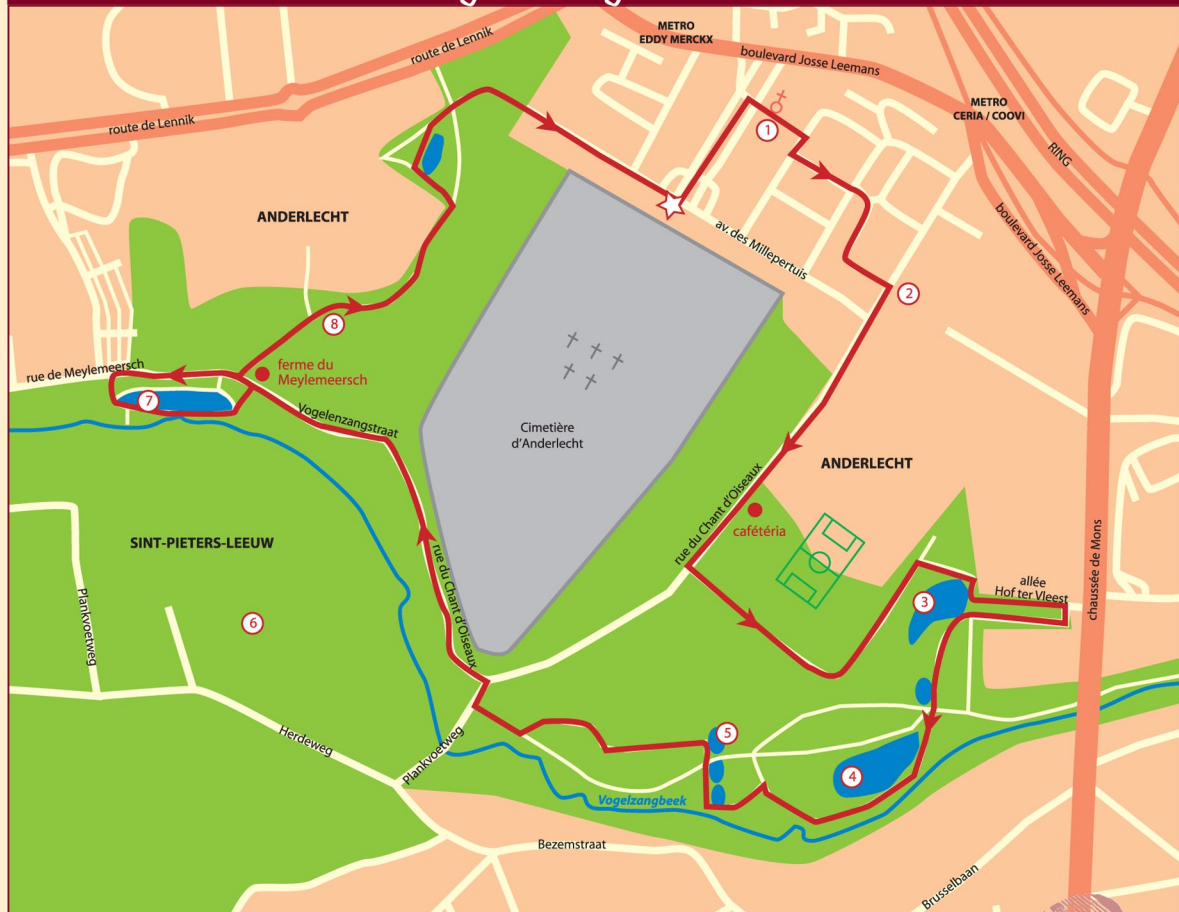 METRO
EDDY MERCKX
route de Lennik
boulevard Josse Leemans
METRO
CERIA / COOVI
route de Lennik
1
RING
ANDERLECHT
boulevard Josse Leemans
av. des Millepertuis
2
8
rue de Meylemeersch
ferme du
Meylemeersch
7
Vogelenzangstraat
Cimetière
d'Anderlecht
ANDERLECHT
rue du Chant d'Oiseaux
cafétéria
chaussée de Mons
SINT-PIETERS-LEEUW
rue du Chant d'Oiseaux
allée
Hof ter Vleest
3
Plankvoetweg
6
Herdeweg
Plankvoetweg
5
4
Vogelzangbeek
Bezemstraat
Brusselbaan